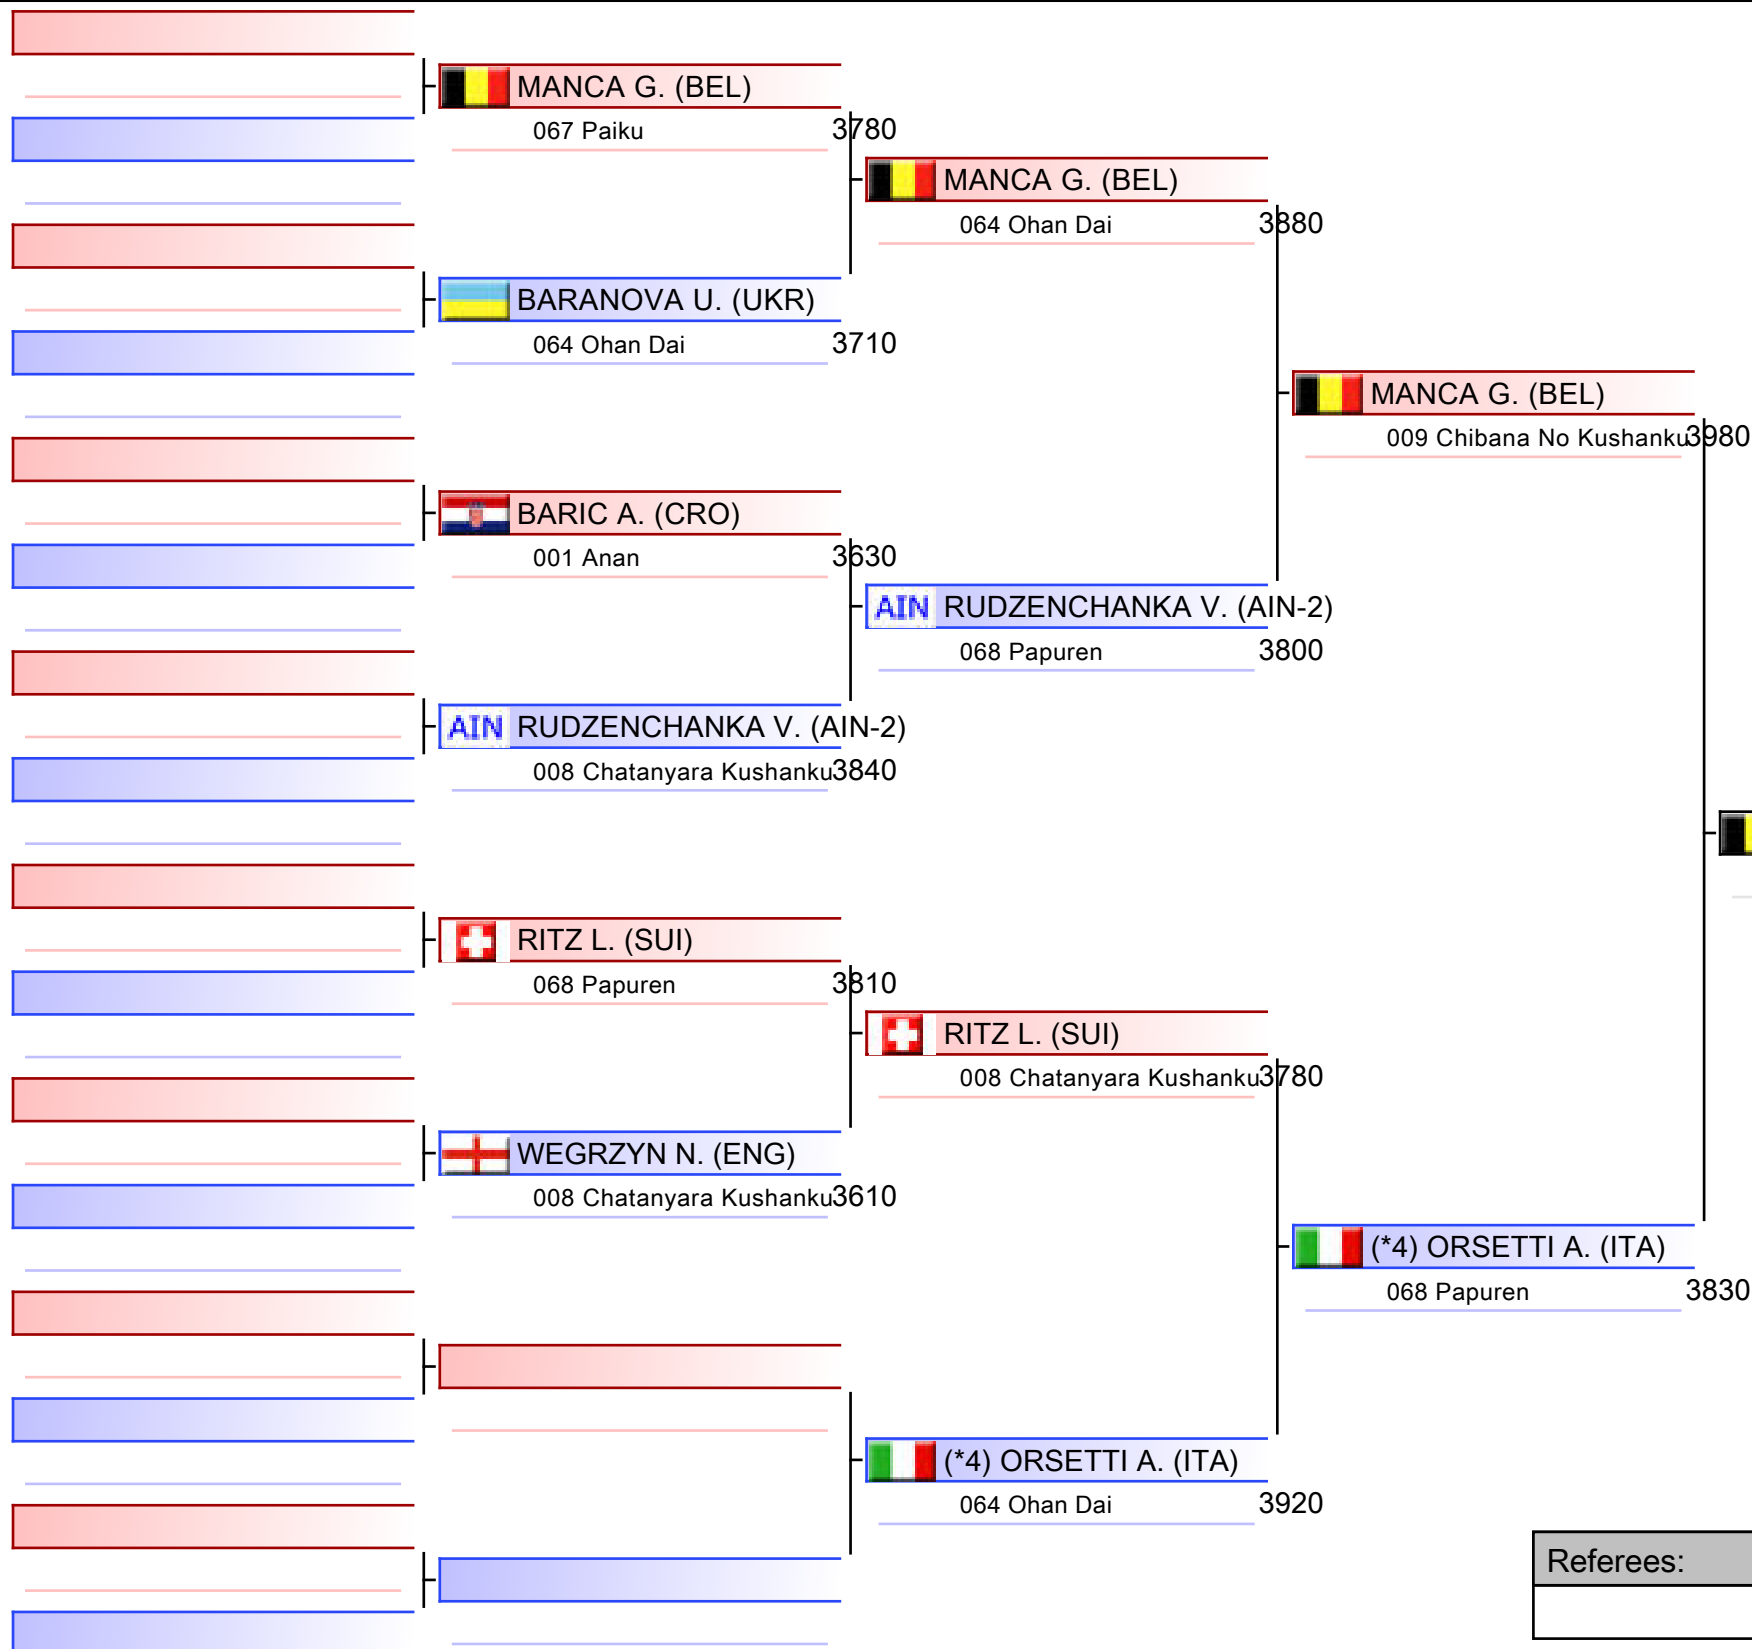 MANCA G. (BEL)
067 Paiku 3780
BARANOVA U. (UKR)
064 Ohan Dai 3710
BARIC A. (CRO)
001 Anan 3630
AIN RUDZENCHANKA V. (AIN-2)
008 Chatanyara Kushanku 3840
RITZ L. (SUI)
068 Papuren 3810
WEGRZYN N. (ENG)
008 Chatanyara Kushanku 3610
MANCA G. (BEL)
064 Ohan Dai 3880
AIN RUDZENCHANKA V. (AIN-2)
068 Papuren 3800
RITZ L. (SUI)
008 Chatanyara Kushanku 3780
(*4) ORSETTI A. (ITA)
064 Ohan Dai 3920
MANCA G. (BEL)
009 Chibana No Kushanku 3980
(*4) ORSETTI A. (ITA)
068 Papuren 3830
Referees: